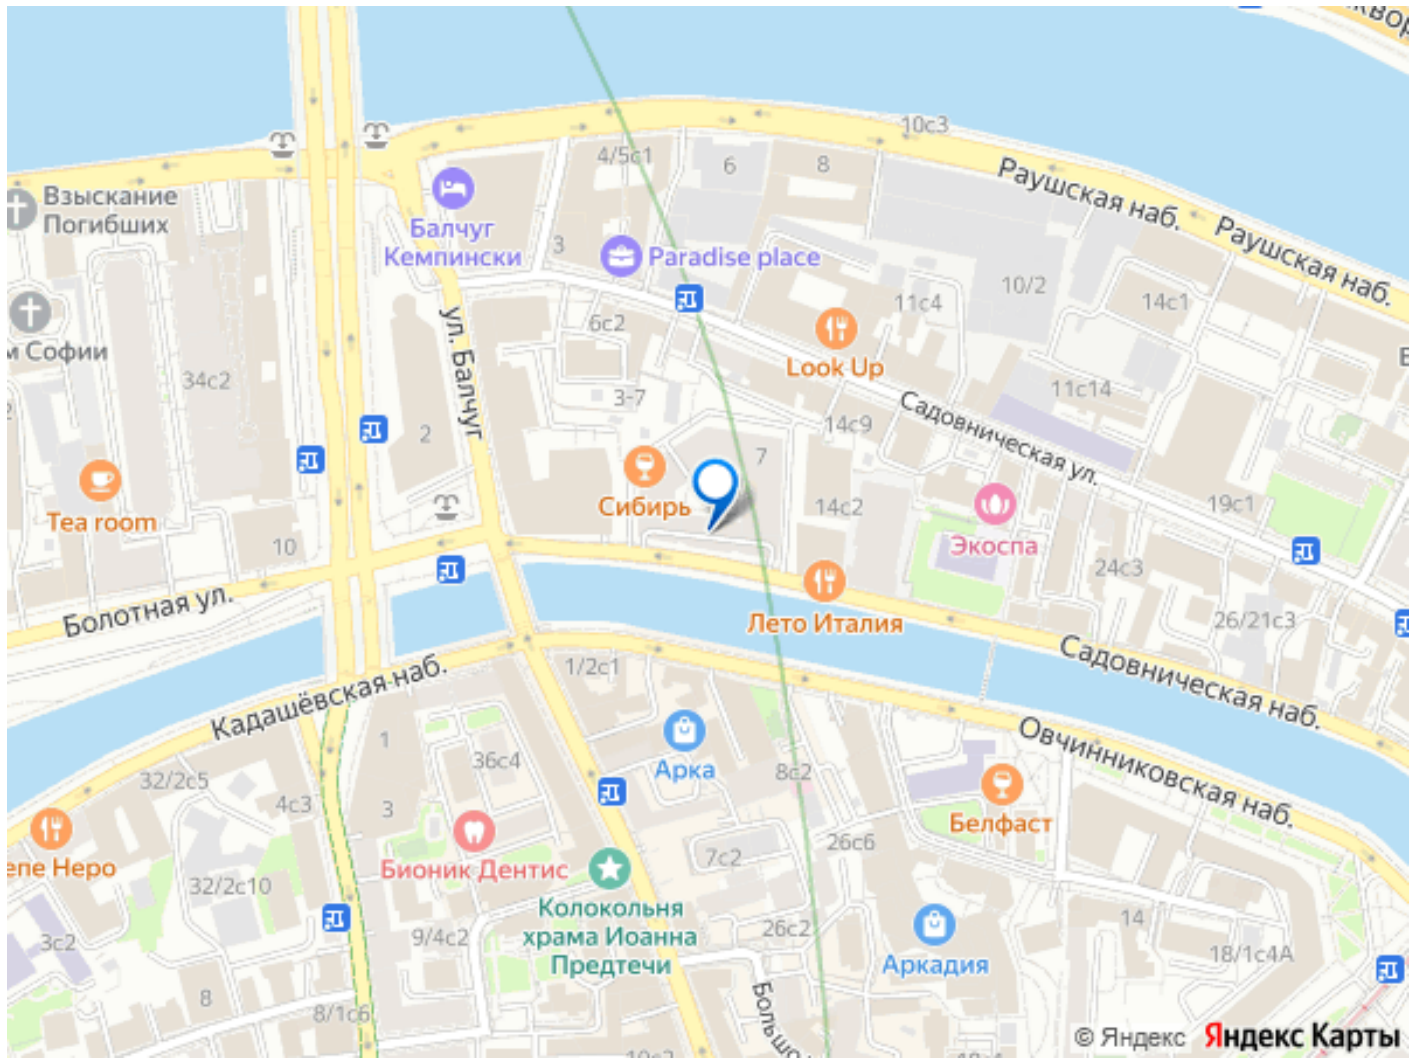 10с3
Взыскание
Погибших
4/5с1
6
8
Раушская наб.
Раушская наб.
Балчуг
Кемпински
3
Paradise place
10/2
14с1
11с4
м Софии
ул. Балчуг
6с2
Look Up
34с2
3-7
11с14
Садовническая ул.
2
14с9
7
Сибирь
Tea room
14с2
19с1
10
Экоспа
24с3
Болотная ул.
Лето Италия
26/21с3
Садовническая наб.
Кадашёвская наб.
1/2с1
Овчинниковская наб.
1
36с4
Арка
8с2
32/2с5
4с3
3
Белфаст
епе Неро
Бионик Дентис
7с2
26с6
32/2с10
Колокольня
храма Иоанна
Предтечи
9/4с2
26с2
14
3с2
Аркадия
18/1с4А
8
8/1с6
Большо
© Яндекс Яндекс Карты